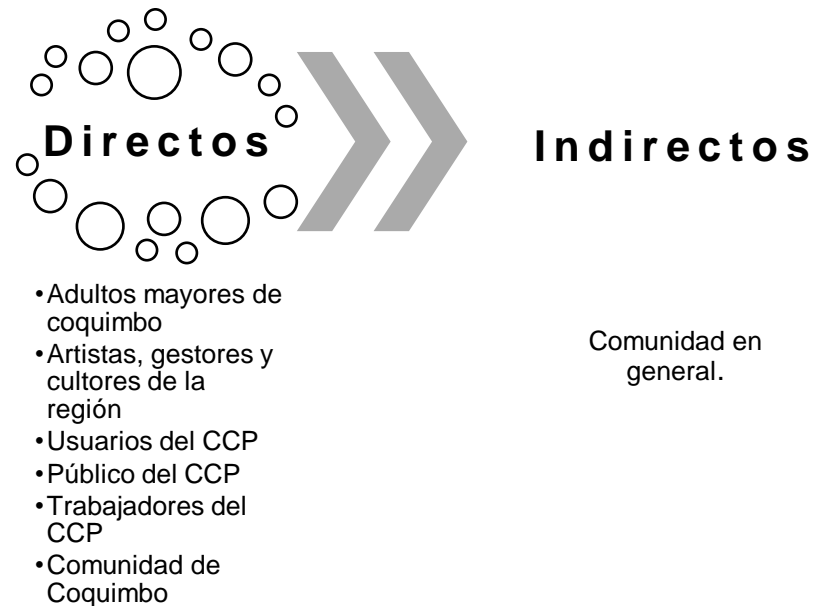 Directos
Indirectos
•Adultos mayores de
coquimbo
•Artistas, gestores y
cultores de la
región
•Usuarios del CCP
•Público del CCP
•Trabajadores del
CCP
•Comunidad de
Coquimbo
Comunidad en
general.